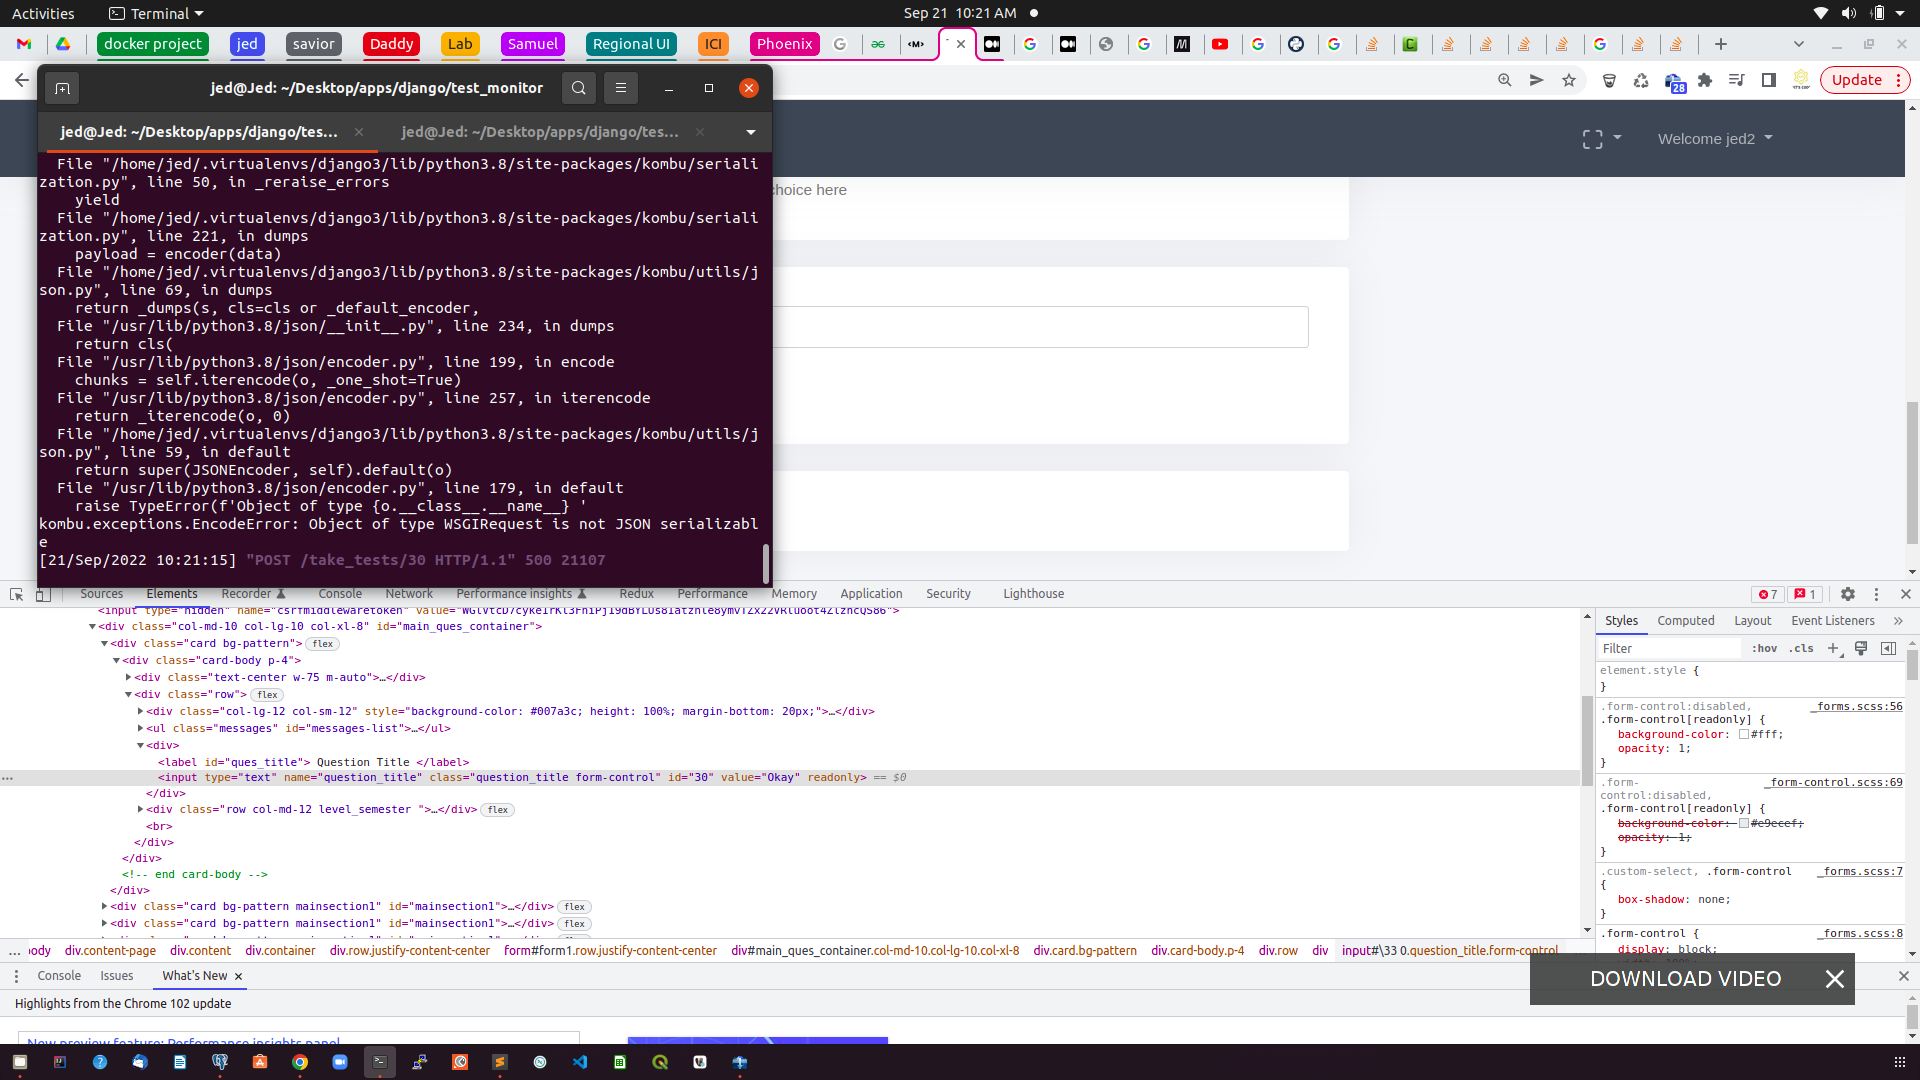 Activities
Terminal
Sep 21 10:21 AM
docker project
jed
savior
Daddy
Lab
Samuel
Regional UI
ICI
Phoenix
28
Update
jed@Jed: ~/Desktop/apps/django/test_monitor
jed@Jed: ~/Desktop/apps/django/tes...
jed@Jed: ~/Desktop/apps/django/tes...
Welcome jed2
choice here
File "/home/jed/.virtualenvs/django3/lib/python3.8/site-packages/kombu/seriali
zation.py", line 50, in _reraise_errors
yield
File "/home/jed/.virtualenvs/django3/lib/python3.8/site-packages/kombu/seriali
zation.py", line 221, in dumps
payload = encoder(data)
File "/home/jed/.virtualenvs/django3/lib/python3.8/site-packages/kombu/utils/j
son.py", line 69, in dumps
return _dumps(s, cls=cls or _default_encoder,
File "/usr/lib/python3.8/json/__init__.py", line 234, in dumps
return cls(
File "/usr/lib/python3.8/json/encoder.py", line 199, in encode
chunks = self.iterencode(o, _one_shot=True)
File "/usr/lib/python3.8/json/encoder.py", line 257, in iterencode
return _iterencode(o, 0)
File "/home/jed/.virtualenvs/django3/lib/python3.8/site-packages/kombu/utils/j
son.py", line 59, in default
return super(JSONEncoder, self).default(o)
File "/usr/lib/python3.8/json/encoder.py", line 179, in default
raise TypeError(f'Object of type {o.__class__.__name__} '
kombu.exceptions.EncodeError: Object of type WSGIRequest is not JSON serializabl
e
[21/Sep/2022 10:21:15] "POST /take_tests/30 HTTP/1.1" 500 21107
Sources
Elements
Recorder
Console
Network
Performance insights
Redux
Performance
Memory
Application
Security
Lighthouse
7
1
<div class="col-md-10 col-lg-10 col-xl-8" id="main_ques_container">
<div class="card bg-pattern"> flex
<div class="card-body p-4">
<div class="text-center w-75 m-auto">…</div>
<div class="row"> flex
<div class="col-lg-12 col-sm-12" style="background-color: #007a3c; height: 100%; margin-bottom: 20px;">…</div>
<ul class="messages" id="messages-list">…</ul>
<div>
<label id="ques_title"> Question Title </label>
<input type="text" name="question_title" class="question_title form-control" id="30" value="Okay" readonly> == $0
</div>
<div class="row col-md-12 level_semester ">…</div> flex
<br>
</div>
</div>
<!-- end card-body -->
</div>
<div class="card bg-pattern mainsection1" id="mainsection1">…</div> flex
<div class="card bg-pattern mainsection1" id="mainsection1">…</div> flex
Styles
Computed
Layout
Event Listeners
Filter
:hov .cls
element.style {
}
.form-control:disabled, _forms.scss:56
.form-control[readonly] {
background-color: #fff;
opacity: 1;
}
.form- _form-control.scss:69
control:disabled,
.form-control[readonly] {
background-color: #e9ecef;
opacity: 1;
}
.custom-select, .form-control _forms.scss:7
{
box-shadow: none;
}
.form-control { _forms.scss:8
display: block;
... body div.content-page div.content div.container div.row.justify-content-center form#form1.row.justify-content-center div#main_ques_container.col-md-10.col-lg-10.col-xl-8 div.card.bg-pattern div.card-body.p-4 div.row div input#\33 0.question_title.form-control
Console
Issues
What's New
DOWNLOAD VIDEO
Highlights from the Chrome 102 update
New preview feature: Performance insights panel